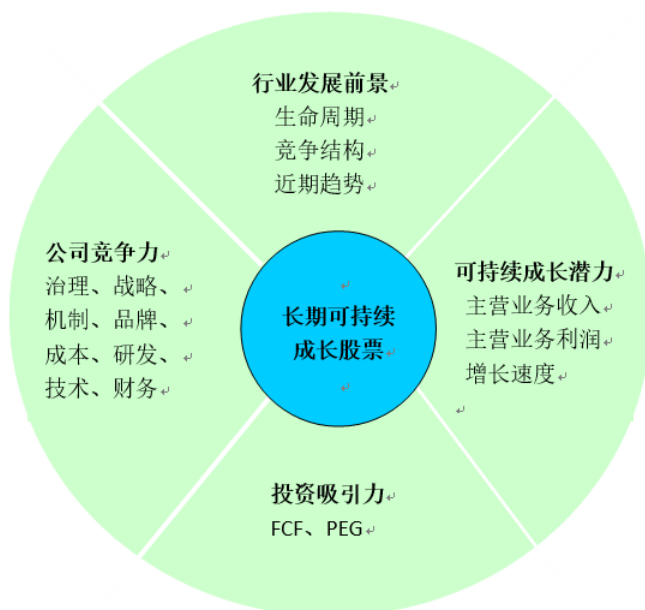 行业发展前景
生命周期
竞争结构
近期趋势
公司竞争力
治理、战略、
机制、品牌、
成本、研发、
技术、财务
长期可持续
成长股票
可持续成长潜力
主营业务收入
主营业务利润
增长速度
投资吸引力
FCF、PEG